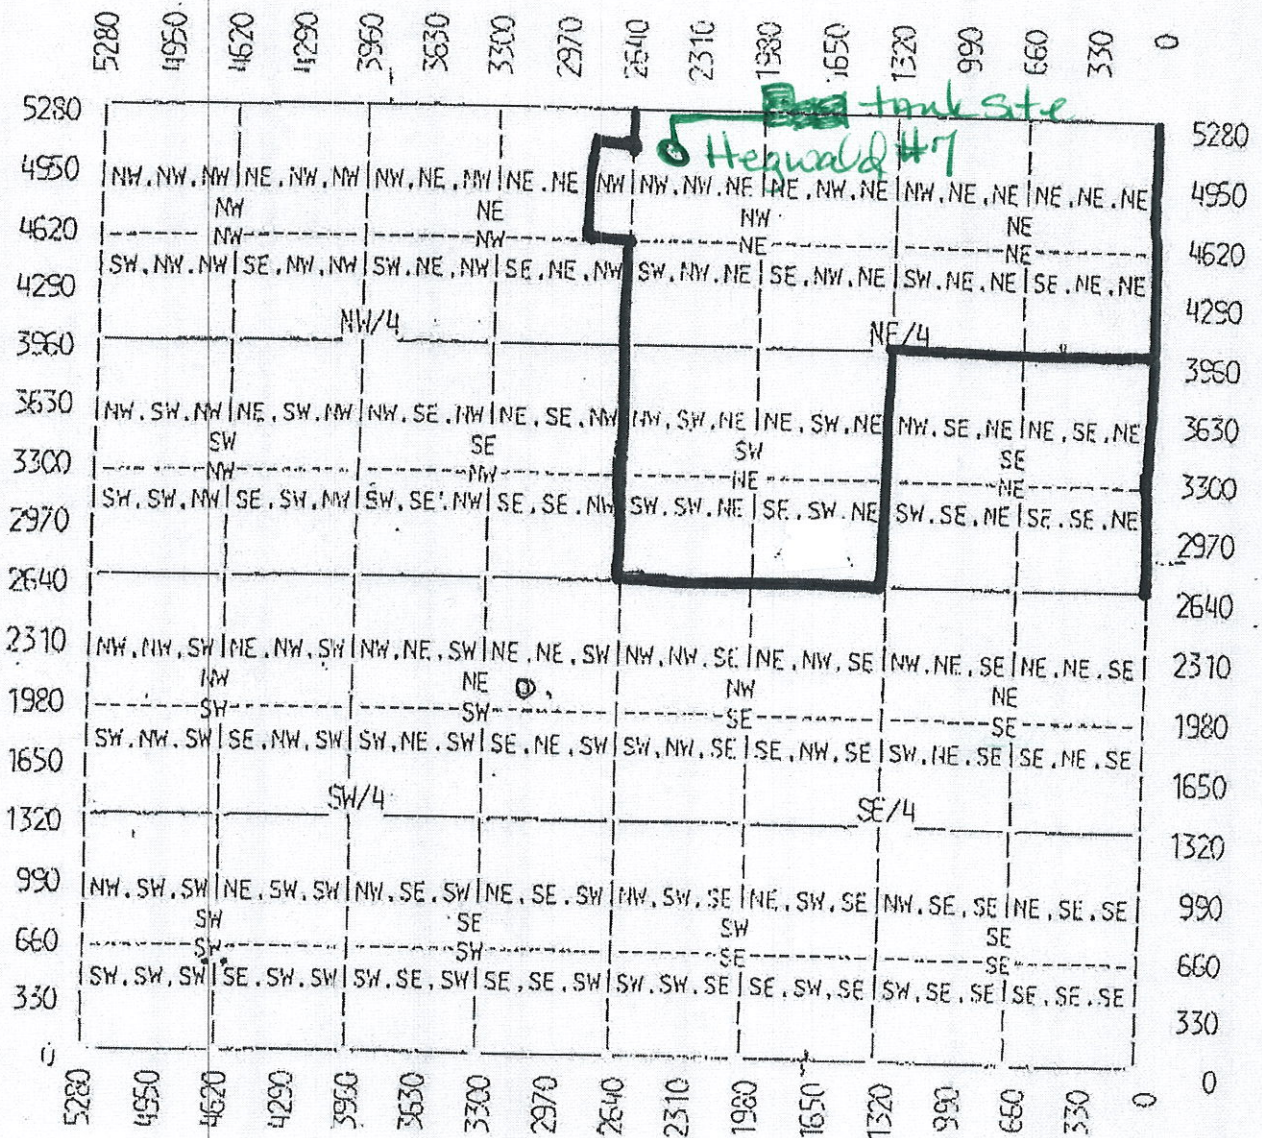 5280 4950 4620 4290 3960 3630 3300 2970 2640 2310 1980 1650 1320 990 660 330 0
5280 tank site 5280
Hegwald #7
4950 NW.NW.NW NE.NW.NW NW.NE.NW NE.NE NW NW.NW.NE NE.NW.NE NW.NE.NE NE.NE.NE 4950
NW NE NW NE
4620 NW NW NE NE 4620
SW.NW.NW SE.NW.NW SW.NE.NW SE.NE.NW SW.NW.NE SE.NW.NE SW.NE.NE SE.NE.NE
4290 4290
NW/4 NE/4
3960 3960
3630 NW.SW.NW NE.SW.NW NW.SE.NW NE.SE.NW NW.SW.NE NE.SW.NE NW.SE.NE NE.SE.NE 3630
SW SE SW SE
3300 NW NW NE NE 3300
SW.SW.NW SE.SW.NW SW.SE.NW SE.SE.NW SW.SW.NE SE.SW.NE SW.SE.NE SE.SE.NE
2970 2970
2640 2640
2310 NW.NW.SW NE.NW.SW NW.NE.SW NE.NE.SW NW.NW.SE NE.NW.SE NW.NE.SE NE.NE.SE 2310
NW NE NW NE
1980 SW SW SE SE 1980
SW.NW.SW SE.NW.SW SW.NE.SW SE.NE.SW SW.NW.SE SE.NW.SE SW.NE.SE SE.NE.SE
1650 1650
SW/4 SE/4
1320 1320
990 NW.SW.SW NE.SW.SW NW.SE.SW NE.SE.SW NW.SW.SE NE.SW.SE NW.SE.SE NE.SE.SE 990
SW SE SW SE
660 SW SW SE SE 660
SW.SW.SW SE.SW.SW SW.SE.SW SE.SE.SW SW.SW.SE SE.SW.SE SW.SE.SE SE.SE.SE
330 330
0 0
5280 4950 4620 4290 3960 3630 3300 2970 2640 2310 1980 1650 1320 990 660 330 0